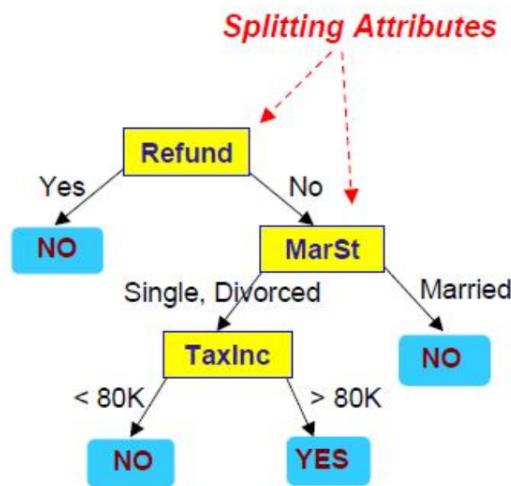 Splitting Attributes
Refund
Yes
No
NO
MarSt
Single, Divorced
Married
TaxInc
NO
< 80K
> 80K
NO
YES